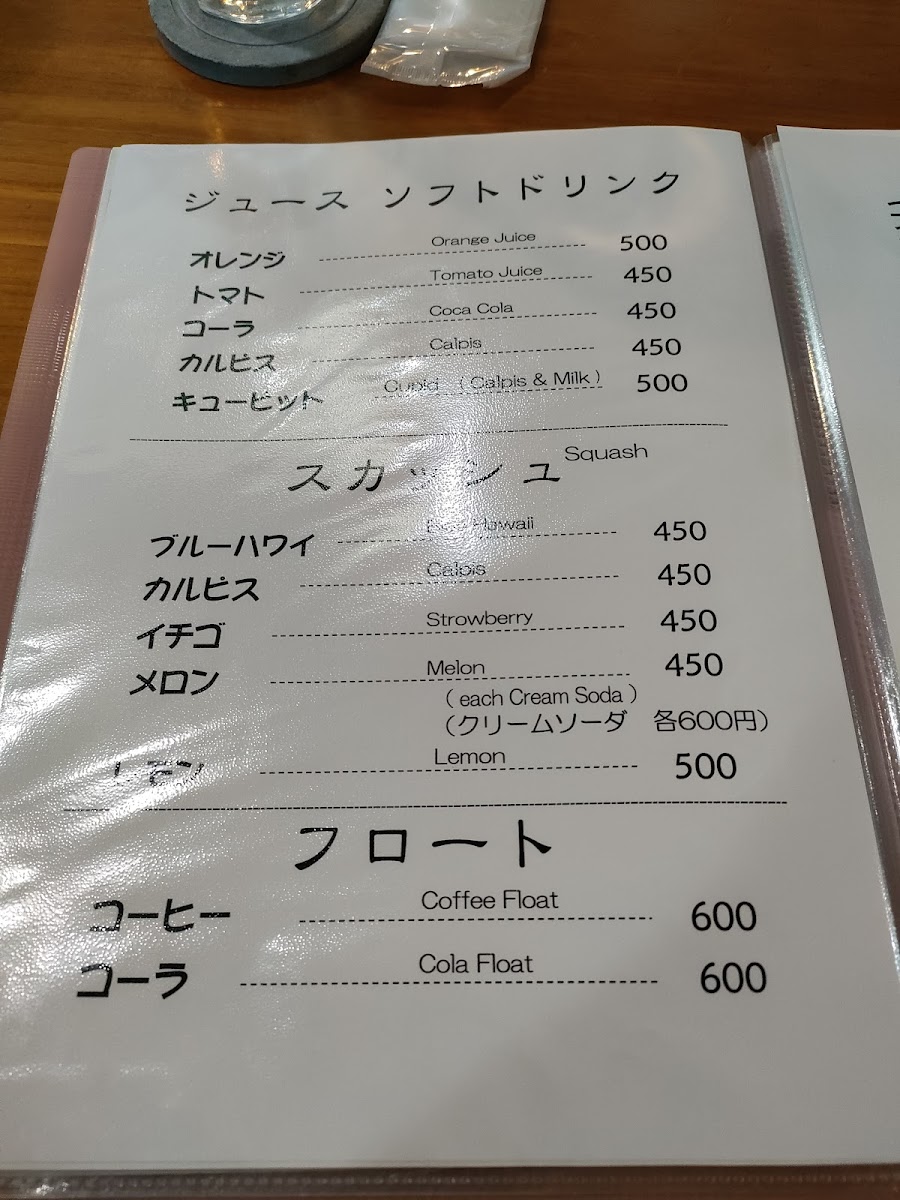 ジュース ソフトドリンク
オレンジ Orange Juice 500
トマト Tomato Juice 450
コーラ Coca Cola 450
カルピス Calpis 450
キューピット Cupid ( Calpis & Milk ) 500
スカッシュ Squash
ブルーハワイ Hawaii 450
カルピス Calpis 450
イチゴ Strowberry 450
メロン Melon 450
( each Cream Soda )
(クリームソーダ 各600円)
レモン Lemon 500
フロート
コーヒー Coffee Float 600
コーラ Cola Float 600